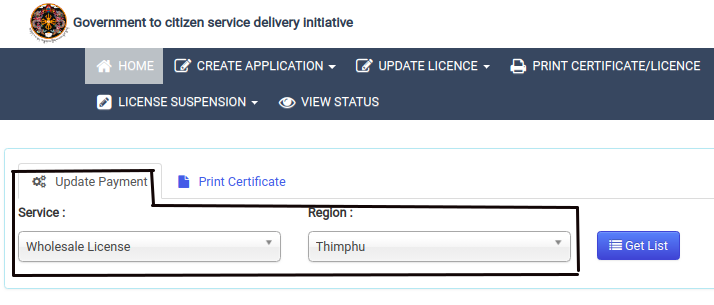 Government to citizen service delivery initiative
HOME CREATE APPLICATION UPDATE LICENCE PRINT CERTIFICATE/LICENCE
LICENSE SUSPENSION VIEW STATUS
Update Payment Print Certificate
Service : Region :
Wholesale License Thimphu Get List